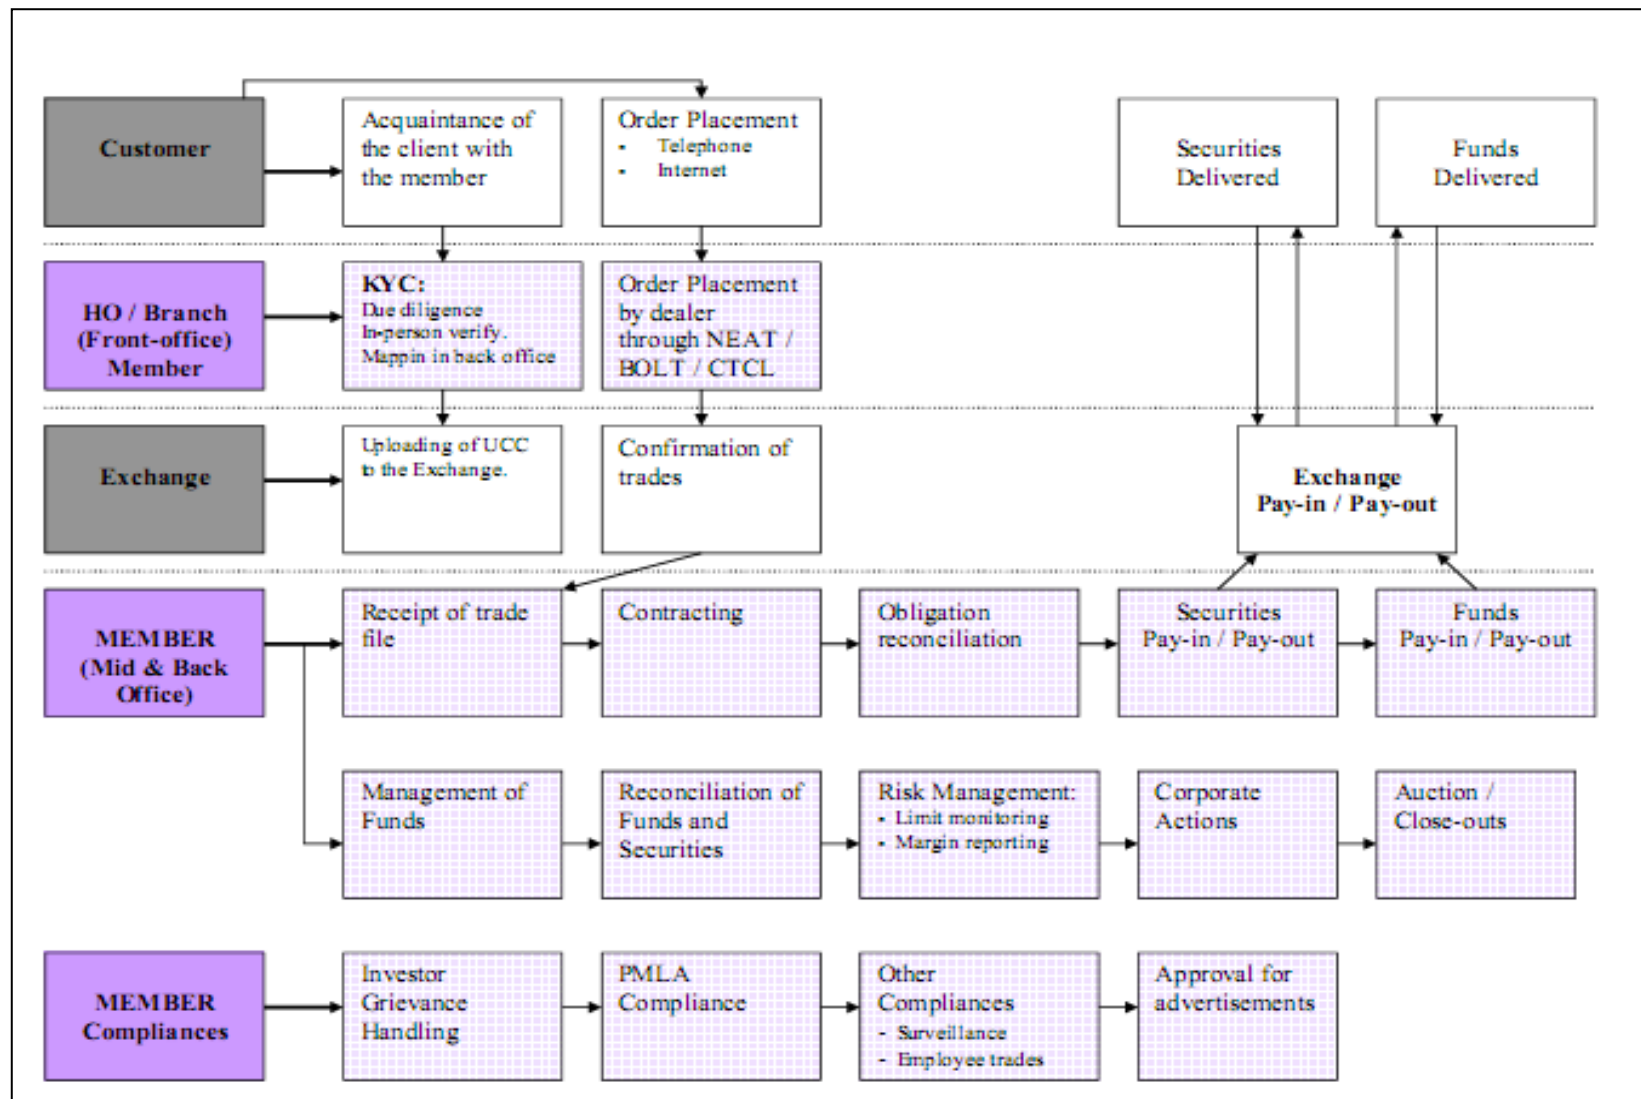 Customer
Acquaintance of
the client with
the member
Order Placement
- Telephone
- Internet
Securities
Delivered
Funds
Delivered
HO / Branch
(Front-office)
Member
KYC:
Due diligence
In-person verify.
Mappin in back office
Order Placement
by dealer
through NEAT /
BOLT / CTCL
Exchange
Uploading of UCC
to the Exchange.
Confirmation of
trades
Exchange
Pay-in / Pay-out
MEMBER
(Mid & Back
Office)
Receipt of trade
file
Contracting
Obligation
reconciliation
Securities
Pay-in / Pay-out
Funds
Pay-in / Pay-out
Management of
Funds
Reconciliation of
Funds and
Securities
Risk Management:
- Limit monitoring
- Margin reporting
Corporate
Actions
Auction /
Close-outs
MEMBER
Compliances
Investor
Grievance
Handling
PMLA
Compliance
Other
Compliances
- Surveillance
- Employee trades
Approval for
advertisements